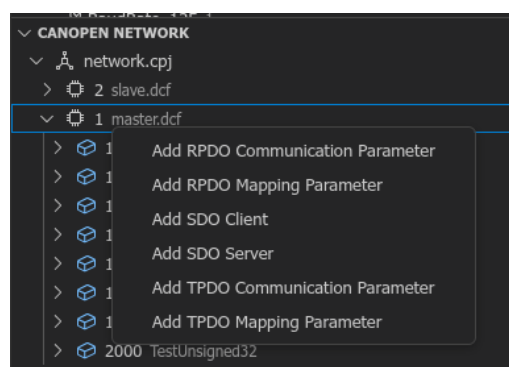 CANOPEN NETWORK
network.cpj
2 slave.dcf
1 master.dcf
Add RPDO Communication Parameter
Add RPDO Mapping Parameter
Add SDO Client
Add SDO Server
Add TPDO Communication Parameter
Add TPDO Mapping Parameter
2000 TestUnsigned32